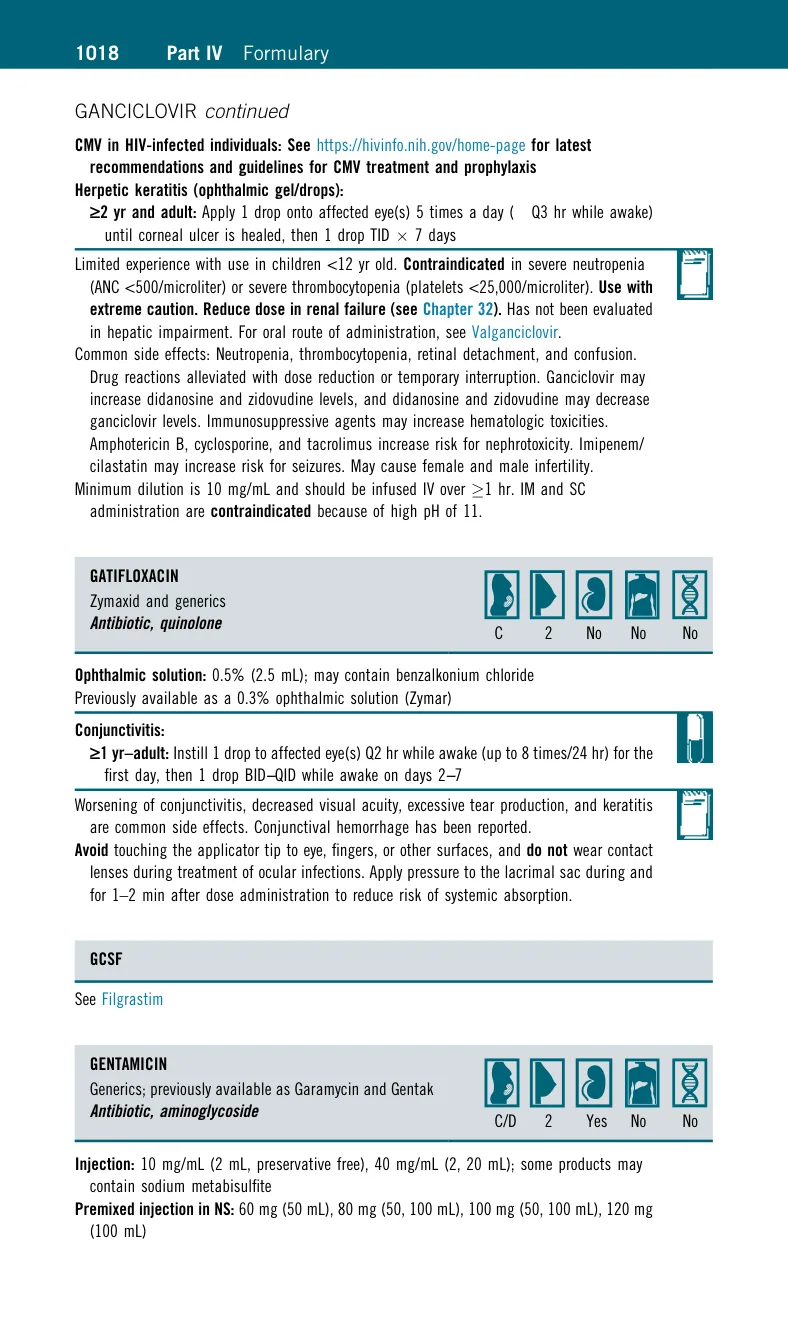 1018 Part IV Formulary
GANCICLOVIR continued
CMV in HIV-infected individuals: See https://hivinfo.nih.gov/home-page for latest
recommendations and guidelines for CMV treatment and prophylaxis
Herpetic keratitis (ophthalmic gel/drops):
≥2 yr and adult: Apply 1 drop onto affected eye(s) 5 times a day ( Q3 hr while awake)
until corneal ulcer is healed, then 1 drop TID × 7 days
Limited experience with use in children <12 yr old. Contraindicated in severe neutropenia
(ANC <500/microliter) or severe thrombocytopenia (platelets <25,000/microliter). Use with
extreme caution. Reduce dose in renal failure (see Chapter 32). Has not been evaluated
in hepatic impairment. For oral route of administration, see Valganciclovir.
Common side effects: Neutropenia, thrombocytopenia, retinal detachment, and confusion.
Drug reactions alleviated with dose reduction or temporary interruption. Ganciclovir may
increase didanosine and zidovudine levels, and didanosine and zidovudine may decrease
ganciclovir levels. Immunosuppressive agents may increase hematologic toxicities.
Amphotericin B, cyclosporine, and tacrolimus increase risk for nephrotoxicity. Imipenem/
cilastatin may increase risk for seizures. May cause female and male infertility.
Minimum dilution is 10 mg/mL and should be infused IV over ≥1 hr. IM and SC
administration are contraindicated because of high pH of 11.
GATIFLOXACIN
Zymaxid and generics
Antibiotic, quinolone
C 2 No No No
Ophthalmic solution: 0.5% (2.5 mL); may contain benzalkonium chloride
Previously available as a 0.3% ophthalmic solution (Zymar)
Conjunctivitis:
≥1 yr–adult: Instill 1 drop to affected eye(s) Q2 hr while awake (up to 8 times/24 hr) for the
first day, then 1 drop BID–QID while awake on days 2–7
Worsening of conjunctivitis, decreased visual acuity, excessive tear production, and keratitis
are common side effects. Conjunctival hemorrhage has been reported.
Avoid touching the applicator tip to eye, fingers, or other surfaces, and do not wear contact
lenses during treatment of ocular infections. Apply pressure to the lacrimal sac during and
for 1–2 min after dose administration to reduce risk of systemic absorption.
GCSF
See Filgrastim
GENTAMICIN
Generics; previously available as Garamycin and Gentak
Antibiotic, aminoglycoside
C/D 2 Yes No No
Injection: 10 mg/mL (2 mL, preservative free), 40 mg/mL (2, 20 mL); some products may
contain sodium metabisulfite
Premixed injection in NS: 60 mg (50 mL), 80 mg (50, 100 mL), 100 mg (50, 100 mL), 120 mg
(100 mL)